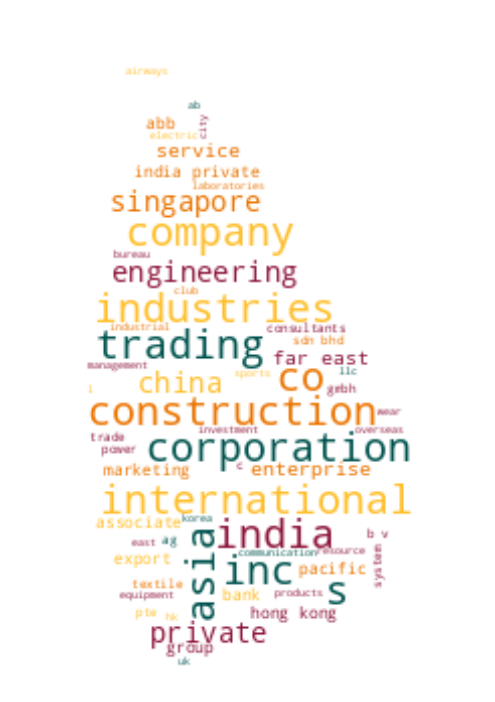 airways
ab
abb
city
electric
service
india private
laboratories
singapore
company
bureau
engineering
club
industries
industrial
consultants
trading
sdn bhd
far east
management
co
llc
china
sports
gmbh
l
construction
wear
investment
overseas
trade
corporation
power
marketing
c
enterprise
international
associate
korea
india
b v
east
ag
asia
communication
resource
export
inc
pacific
system
textile
s
equipment
bank
products
pte
hk
hong kong
private
group
uk